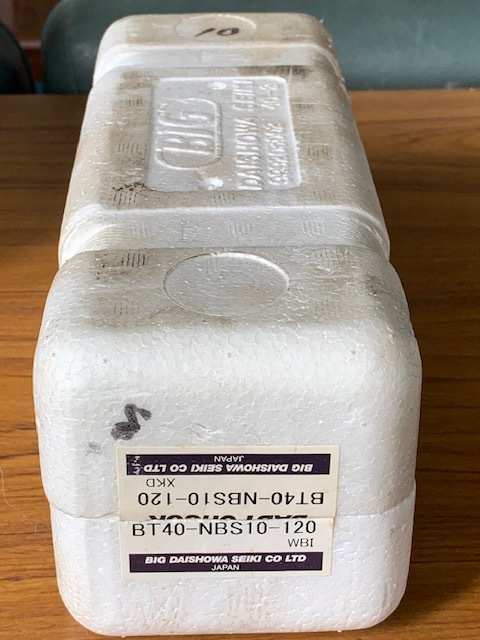 BIG
DAISHOWA SEIKI
BIG DAISHOWA SEIKI CO LTD
JAPAN
XKD
BT40-NBS10-120
BT40-NBS10-120
WBI
BIG DAISHOWA SEIKI CO LTD
JAPAN